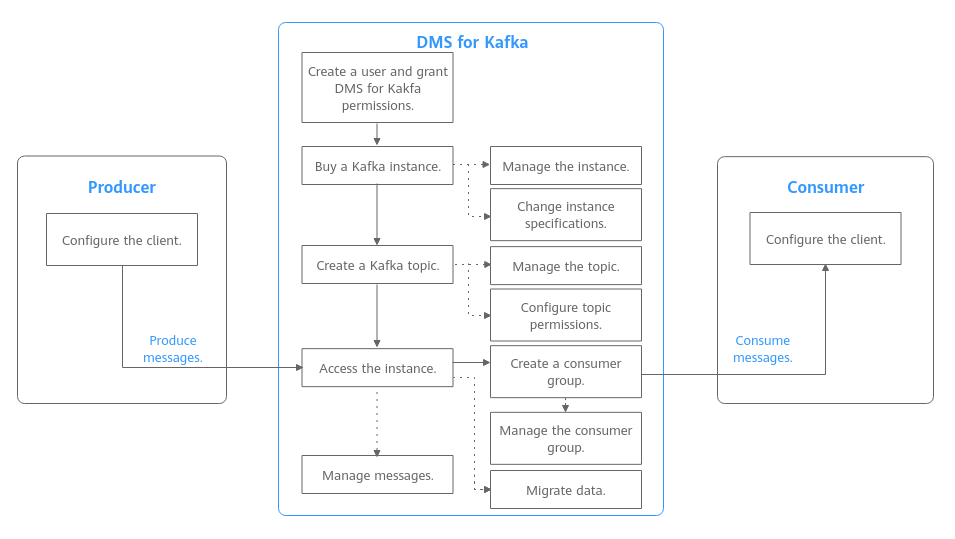 DMS for Kafka
Create a user and grant
DMS for Kakfa
permissions.
Buy a Kafka instance.
Manage the instance.
Change instance
specifications.
Create a Kafka topic.
Manage the topic.
Configure topic
permissions.
Access the instance.
Create a consumer
group.
Manage the consumer
group.
Manage messages.
Migrate data.
Producer
Configure the client.
Produce
messages.
Consumer
Configure the client.
Consume
messages.